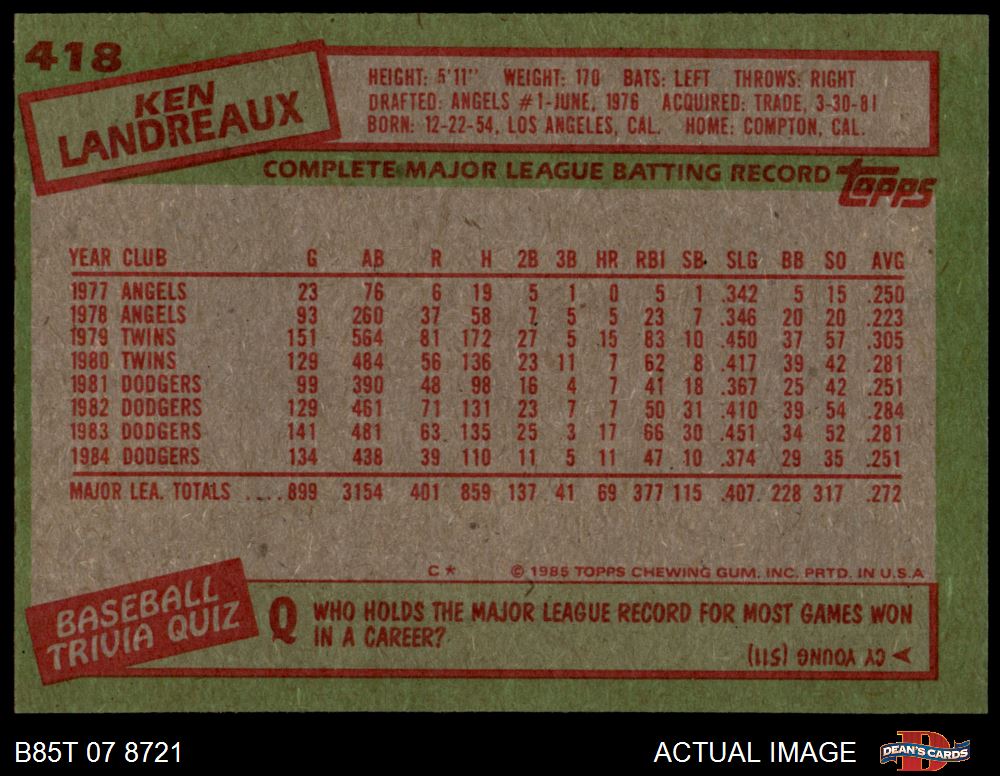 418
KEN
LANDREAUX
HEIGHT: 5'11" WEIGHT: 170 BATS: LEFT THROWS: RIGHT
DRAFTED: ANGELS #1-JUNE, 1976 ACQUIRED: TRADE, 3-30-81
BORN: 12-22-54, LOS ANGELES, CAL. HOME: COMPTON, CAL.
COMPLETE MAJOR LEAGUE BATTING RECORD
topps
YEAR CLUB G AB R H 2B 3B HR RBI SB SLG BB SO AVG
1977 ANGELS 23 76 6 19 5 1 0 5 1 .342 5 15 .250
1978 ANGELS 93 260 37 58 7 5 5 23 7 .346 20 20 .223
1979 TWINS 151 564 81 172 27 5 15 83 10 .450 37 57 .305
1980 TWINS 129 484 56 136 23 11 7 62 8 .417 39 42 .281
1981 DODGERS 99 390 48 98 16 4 7 41 18 .367 25 42 .251
1982 DODGERS 129 461 71 131 23 7 7 50 31 .410 39 54 .284
1983 DODGERS 141 481 63 135 25 3 17 66 30 .451 34 52 .281
1984 DODGERS 134 438 39 110 11 5 11 47 10 .374 29 35 .251
MAJOR LEA. TOTALS ....899 3154 401 859 137 41 69 377 115 .407 228 317 .272
C* © 1985 TOPPS CHEWING GUM, INC. PRTD. IN U.S.A
BASEBALL
TRIVIA QUIZ
Q WHO HOLDS THE MAJOR LEAGUE RECORD FOR MOST GAMES WON
IN A CAREER?
CY YOUNG (511)
B85T 07 8721
ACTUAL IMAGE
D
DEAN'S CARDS